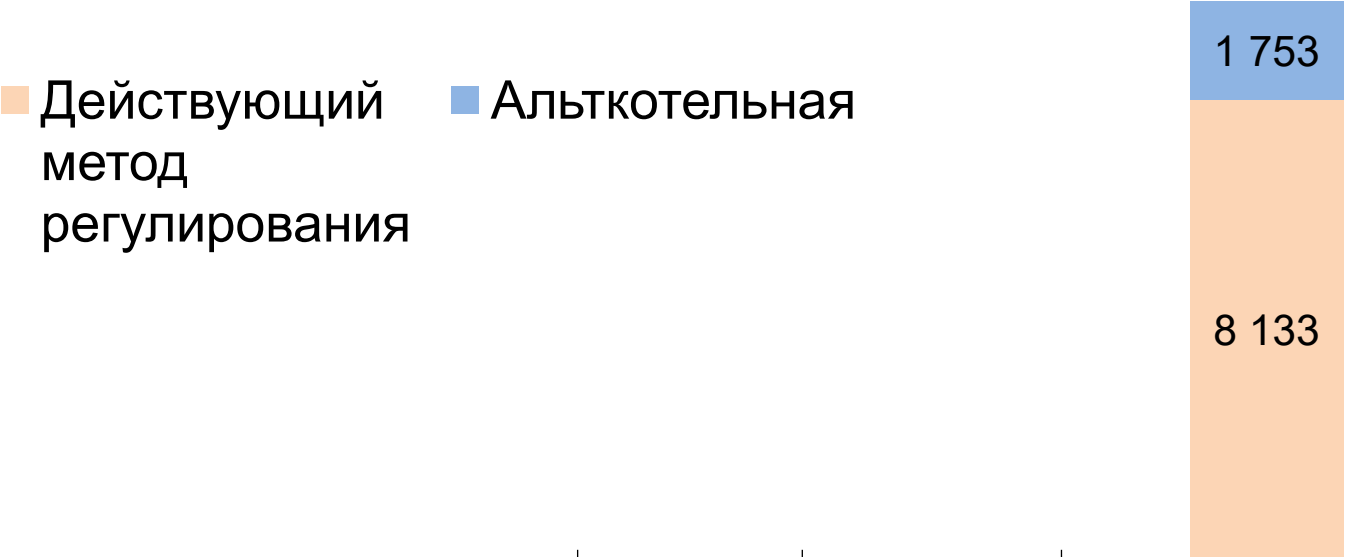 1 753
Действующий
метод
регулирования
Альткотельная
8 133